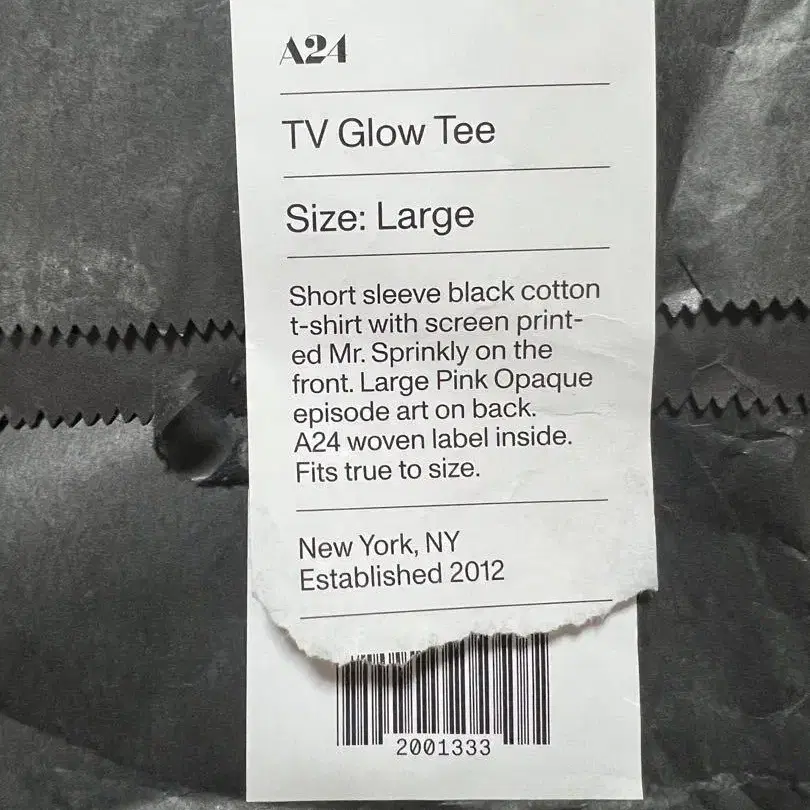 A24
TV Glow Tee
Size: Large
Short sleeve black cotton
t-shirt with screen print-
ed Mr. Sprinkly on the
front. Large Pink Opaque
episode art on back.
A24 woven label inside.
Fits true to size.
New York, NY
Established 2012
2001333